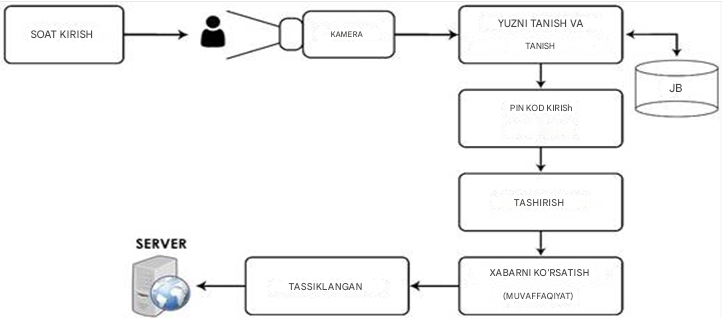 SOAT KIRISH
KAMERA
YUZNI TANISH VA
TANISH
JB
PIN KOD KIRISh
TASHIRISH
XABARNI KO'RSATISH
(MUVAFFAQIYAT)
TASSIKLANGAN
SERVER